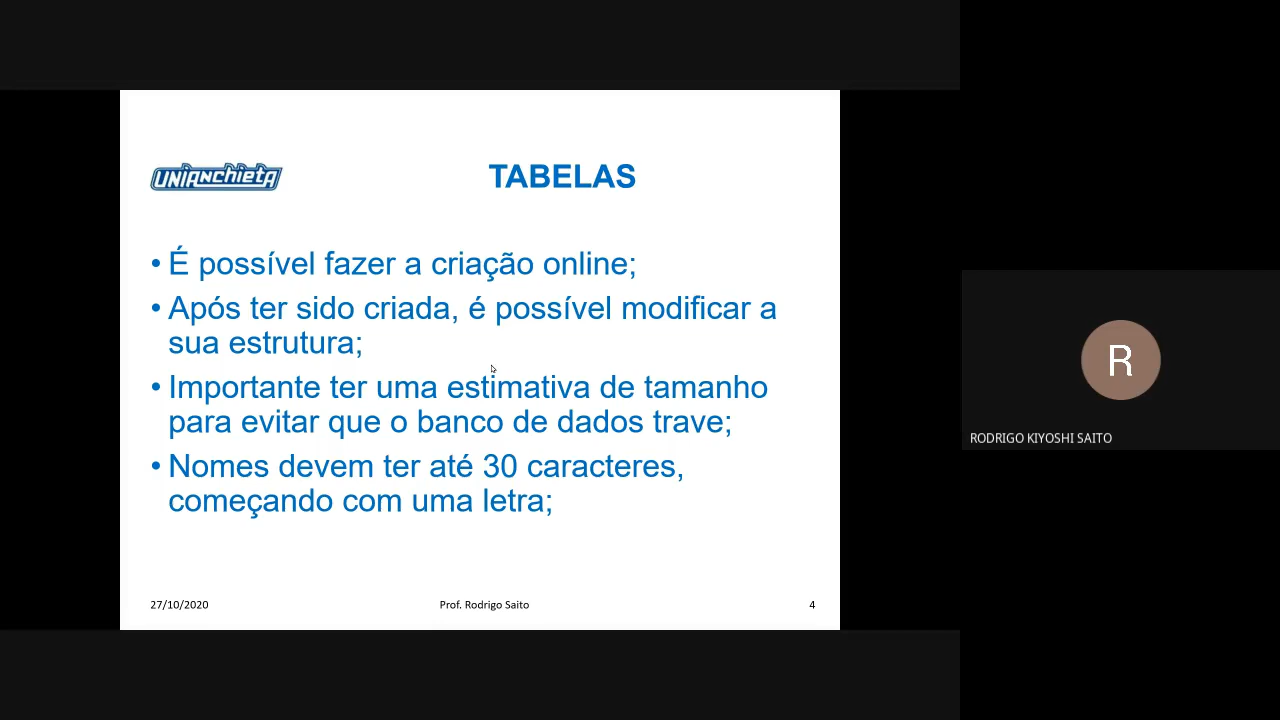 UNIANCHIETA
TABELAS
• É possível fazer a criação online;
• Após ter sido criada, é possível modificar a
sua estrutura;
• Importante ter uma estimativa de tamanho
para evitar que o banco de dados trave;
• Nomes devem ter até 30 caracteres,
começando com uma letra;
27/10/2020
Prof. Rodrigo Saito
4
R
RODRIGO KIYOSHI SAITO